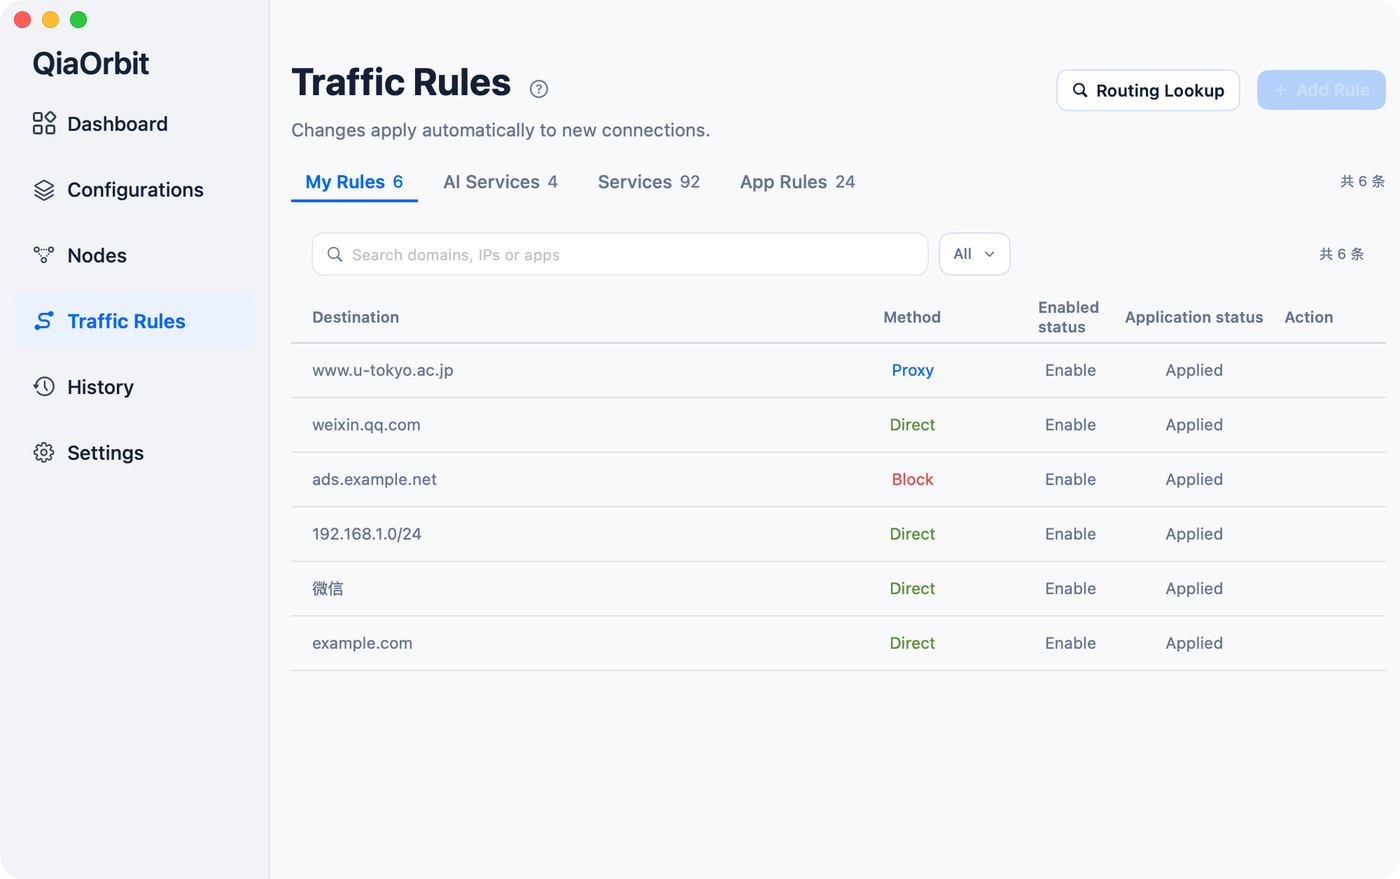 QiaOrbit
Dashboard
Configurations
Nodes
Traffic Rules
History
Settings
Traffic Rules ?
Changes apply automatically to new connections.
Routing Lookup
+ Add Rule
My Rules 6 AI Services 4 Services 92 App Rules 24 共 6 条
Search domains, IPs or apps All 共 6 条
Destination Method Enabled status Application status Action
www.u-tokyo.ac.jp Proxy Enable Applied
weixin.qq.com Direct Enable Applied
ads.example.net Block Enable Applied
192.168.1.0/24 Direct Enable Applied
微信 Direct Enable Applied
example.com Direct Enable Applied